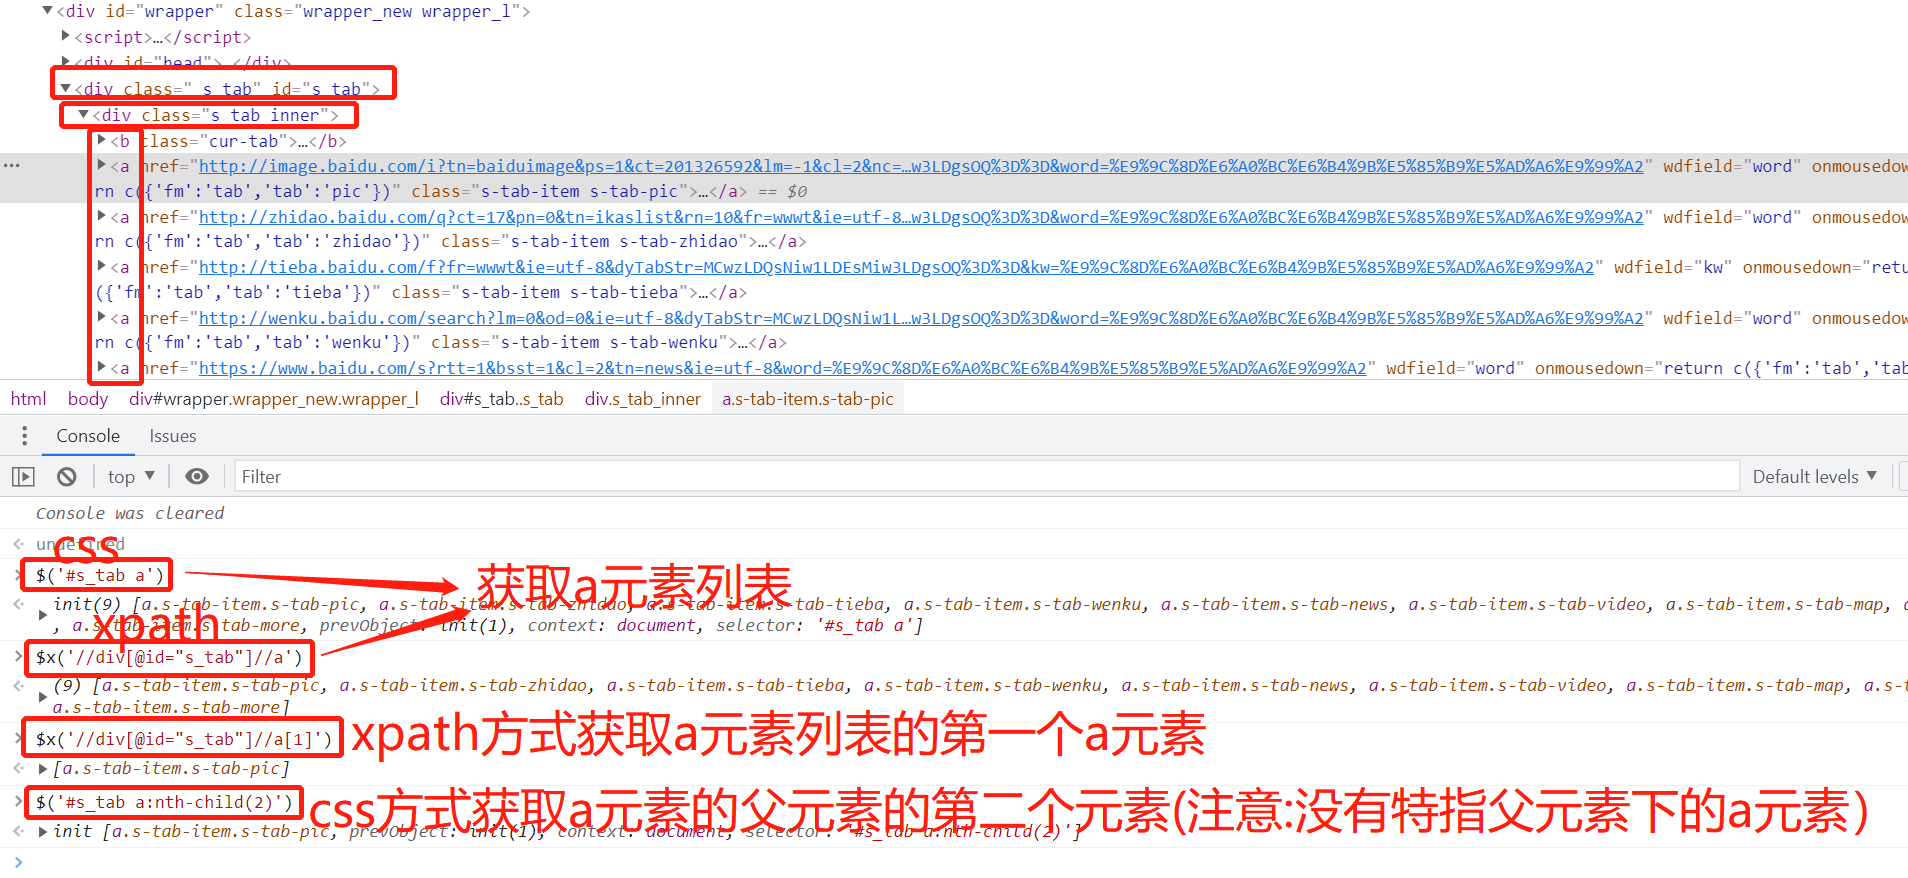 ▼<div id="wrapper" class="wrapper_new wrapper_l">
▶<script>…</script>
▶<div id="head"> </div>
▼<div class=" s_tab" id="s_tab">
▼<div class="s_tab_inner">
▶<b class="cur-tab">…</b>
… ▶<a href="http://image.baidu.com/i?tn=baiduimage&ps=1&ct=201326592&lm=-1&cl=2&nc=…w3LDgsOQ%3D%3D&word=%E9%9C%8D%E6%A0%BC%E6%B4%9B%E5%85%B9%E5%AD%A6%E9%99%A2" wdfield="word" onmousedow
rn c({'fm':'tab','tab':'pic'})" class="s-tab-item s-tab-pic">…</a> == $0
▶<a href="http://zhidao.baidu.com/q?ct=17&pn=0&tn=ikaslist&rn=10&fr=wwwt&ie=utf-8…w3LDgsOQ%3D%3D&word=%E9%9C%8D%E6%A0%BC%E6%B4%9B%E5%85%B9%E5%AD%A6%E9%99%A2" wdfield="word" onmousedow
rn c({'fm':'tab','tab':'zhidao'})" class="s-tab-item s-tab-zhidao">…</a>
▶<a href="http://tieba.baidu.com/f?fr=wwwt&ie=utf-8&dyTabStr=MCwzLDQsNiw1LDEsMiw3LDgsOQ%3D%3D&kw=%E9%9C%8D%E6%A0%BC%E6%B4%9B%E5%85%B9%E5%AD%A6%E9%99%A2" wdfield="kw" onmousedown="retu
({'fm':'tab','tab':'tieba'})" class="s-tab-item s-tab-tieba">…</a>
▶<a href="http://wenku.baidu.com/search?lm=0&od=0&ie=utf-8&dyTabStr=MCwzLDQsNiw1L…w3LDgsOQ%3D%3D&word=%E9%9C%8D%E6%A0%BC%E6%B4%9B%E5%85%B9%E5%AD%A6%E9%99%A2" wdfield="word" onmousedow
rn c({'fm':'tab','tab':'wenku'})" class="s-tab-item s-tab-wenku">…</a>
▶<a href="https://www.baidu.com/s?rtt=1&bsst=1&cl=2&tn=news&ie=utf-8&word=%E9%9C%8D%E6%A0%BC%E6%B4%9B%E5%85%B9%E5%AD%A6%E9%99%A2" wdfield="word" onmousedown="return c({'fm':'tab','tab
html body div#wrapper.wrapper_new.wrapper_l div#s_tab..s_tab div.s_tab_inner a.s-tab-item.s-tab-pic
Console Issues
top ▼ Filter Default levels ▼
Console was cleared
undefined
css
$('#s_tab a')
获取a元素列表
init(9) [a.s-tab-item.s-tab-pic, a.s-tab-item.s-tab-zhidao, a.s-tab-item.s-tab-tieba, a.s-tab-item.s-tab-wenku, a.s-tab-item.s-tab-news, a.s-tab-item.s-tab-video, a.s-tab-item.s-tab-map, a
, a.s-tab-item.s-tab-more, prevObject: init(1), context: document, selector: '#s_tab a']
xpath
$x('//div[@id="s_tab"]//a')
(9) [a.s-tab-item.s-tab-pic, a.s-tab-item.s-tab-zhidao, a.s-tab-item.s-tab-tieba, a.s-tab-item.s-tab-wenku, a.s-tab-item.s-tab-news, a.s-tab-item.s-tab-video, a.s-tab-item.s-tab-map, a.s-t
a.s-tab-item.s-tab-more]
$x('//div[@id="s_tab"]//a[1]')
xpath方式获取a元素列表的第一个a元素
▶[a.s-tab-item.s-tab-pic]
$('#s_tab a:nth-child(2)')
css方式获取a元素的父元素的第二个元素(注意:没有特指父元素下的a元素)
▶init [a.s-tab-item.s-tab-pic, prevObject: init(1), context: document, selector: '#s_tab a:nth-child(2)']